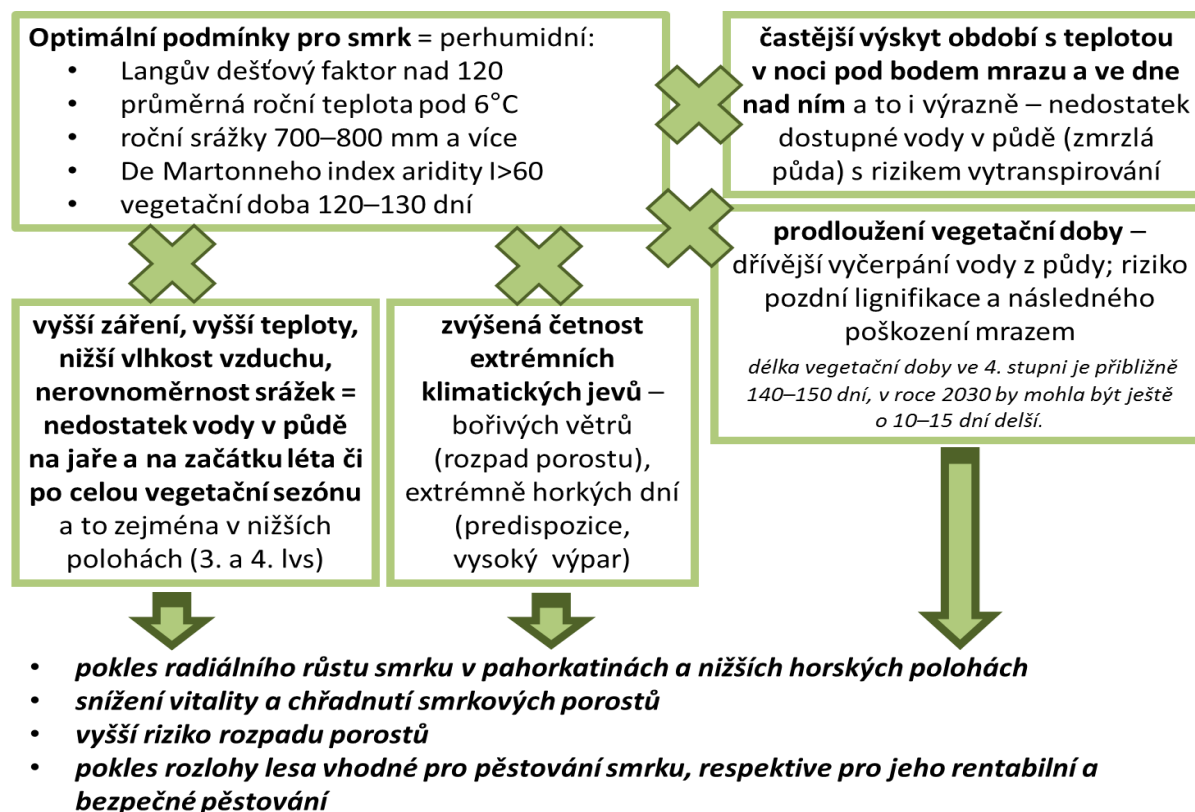 Optimální podmínky pro smrk = perhumidní:
• Langův dešťový faktor nad 120
• průměrná roční teplota pod 6°C
• roční srážky 700–800 mm a více
• De Martonneho index aridity I>60
• vegetační doba 120–130 dní
častější výskyt období s teplotou
v noci pod bodem mrazu a ve dne
nad ním a to i výrazně – nedostatek
dostupné vody v půdě (zmrzlá
půda) s rizikem vytranspirování
prodloužení vegetační doby –
dřívější vyčerpání vody z půdy; riziko
pozdní lignifikace a následného
poškození mrazem
délka vegetační doby ve 4. stupni je přibližně
140–150 dní, v roce 2030 by mohla být ještě
o 10–15 dní delší.
vyšší záření, vyšší teploty,
nižší vlhkost vzduchu,
nerovnoměrnost srážek =
nedostatek vody v půdě
na jaře a na začátku léta či
po celou vegetační sezónu
a to zejména v nižších
polohách (3. a 4. lvs)
zvýšená četnost
extrémních
klimatických jevů –
bořivých větrů
(rozpad porostu),
extrémně horkých dní
(predispozice,
vysoký výpar)
• pokles radiálního růstu smrku v pahorkatinách a nižších horských polohách
• snížení vitality a chřadnutí smrkových porostů
• vyšší riziko rozpadu porostů
• pokles rozlohy lesa vhodné pro pěstování smrku, respektive pro jeho rentabilní a
bezpečné pěstování